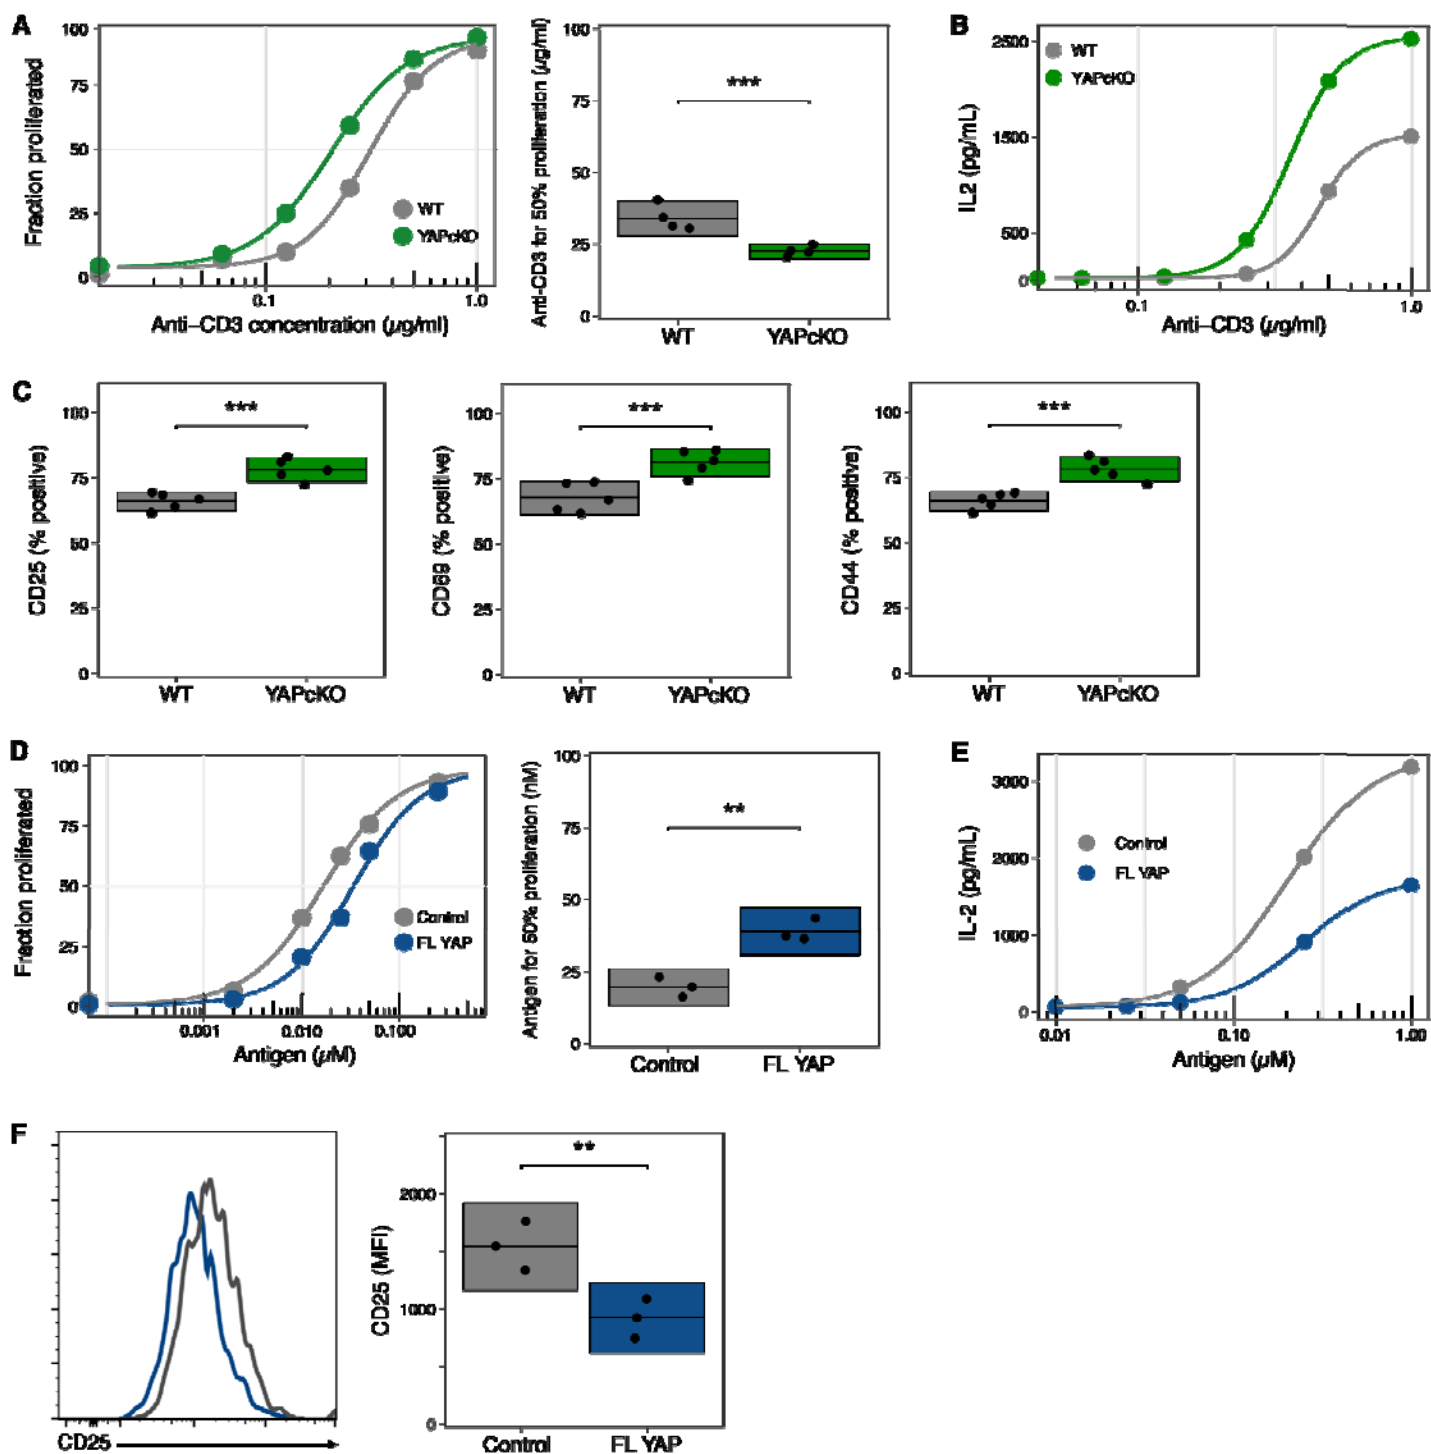 A
Fraction proliferated
100
75
50
25
0
0.1
1.0
Anti–CD3 concentration (µg/ml)
WT
YAPcKO
Anti-CD3 for 50% proliferation (µg/ml)
100
75
50
25
0
***
WT
YAPcKO
B
IL2 (pg/mL)
2500
1500
500
0
WT
YAPcKO
0.1
1.0
Anti–CD3 (µg/ml)
C
CD25 (% positive)
100
75
50
25
0
***
WT
YAPcKO
CD69 (% positive)
100
75
50
25
0
***
WT
YAPcKO
CD44 (% positive)
100
75
50
25
0
***
WT
YAPcKO
D
Fraction proliferated
100
75
50
25
0
Control
FL YAP
0.001
0.010
0.100
Antigen (µM)
Antigen for 50% proliferation (nM)
100
75
50
25
0
**
Control
FL YAP
E
IL-2 (pg/mL)
3000
2000
1000
0
Control
FL YAP
0.01
0.10
1.00
Antigen (µM)
F
CD25
CD25 (MFI)
2000
1000
0
**
Control
FL YAP